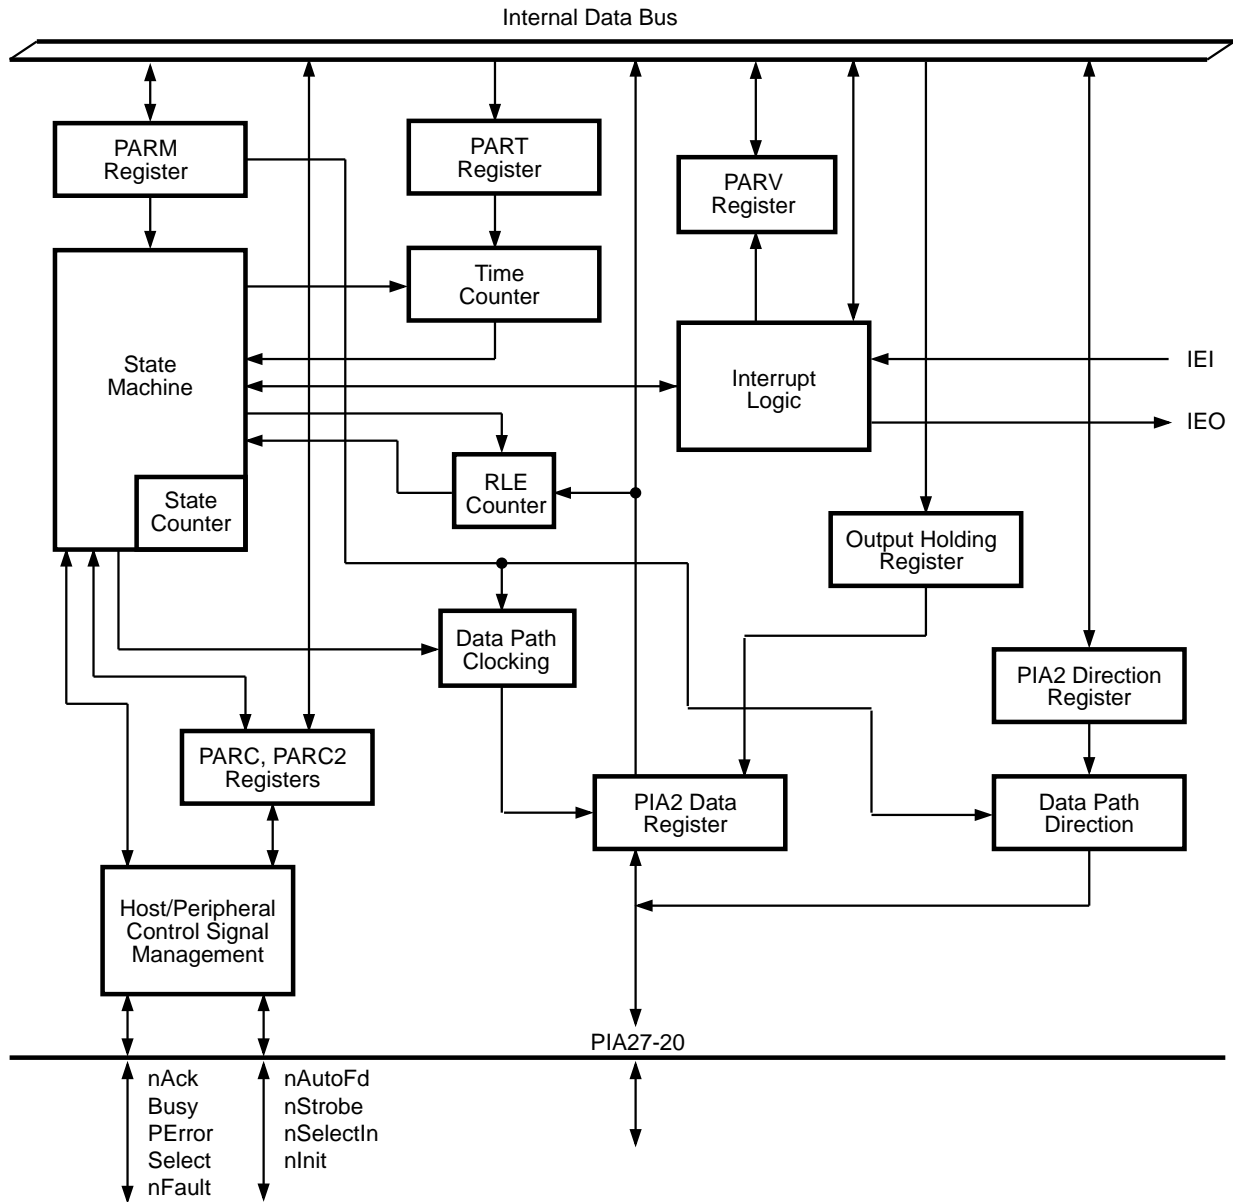 Internal Data Bus
PARM
Register
PART
Register
PARV
Register
Time
Counter
State
Machine
Interrupt
Logic
IEI
IEO
RLE
Counter
State
Counter
Output Holding
Register
Data Path
Clocking
PIA2 Direction
Register
PARC, PARC2
Registers
PIA2 Data
Register
Data Path
Direction
Host/Peripheral
Control Signal
Management
PIA27-20
nAck
Busy
PError
Select
nFault
nAutoFd
nStrobe
nSelectIn
nInit